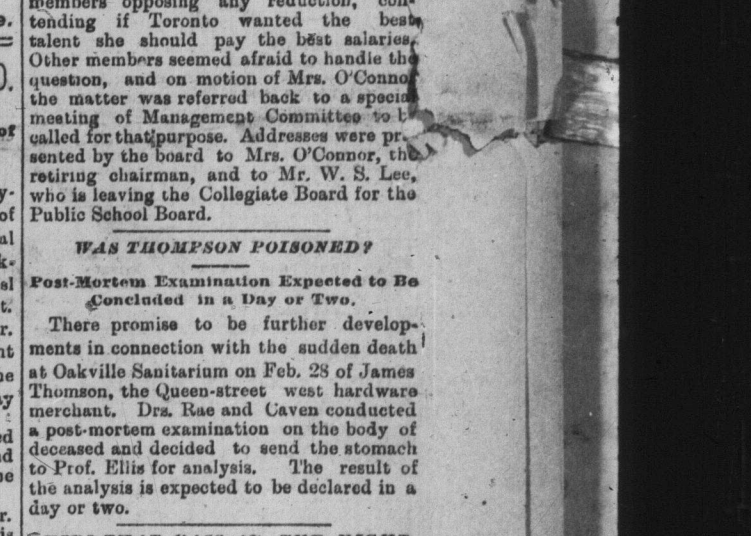 members opposing any reduction, con-
tending if Toronto wanted the best
talent she should pay the best salaries.
Other members seemed afraid to handle the
question, and on motion of Mrs. O'Conno
the matter was referred back to a special
meeting of Management Committee to b
called for that purpose. Addresses were pr
sented by the board to Mrs. O'Connor, the
retiring chairman, and to Mr. W. S. Lee,
who is leaving the Collegiate Board for the
Public School Board.
WAS THOMPSON POISONED?
Post-Mortem Examination Expected to Be
Concluded in a Day or Two.
There promise to be further develop-
ments in connection with the sudden death
at Oakville Sanitarium on Feb. 28 of James
Thomson, the Queen-street west hardware
merchant. Drs. Rae and Caven conducted
a post-mortem examination on the body of
deceased and decided to send the stomach
to Prof. Ellis for analysis. The result of
the analysis is expected to be declared in a
day or two.